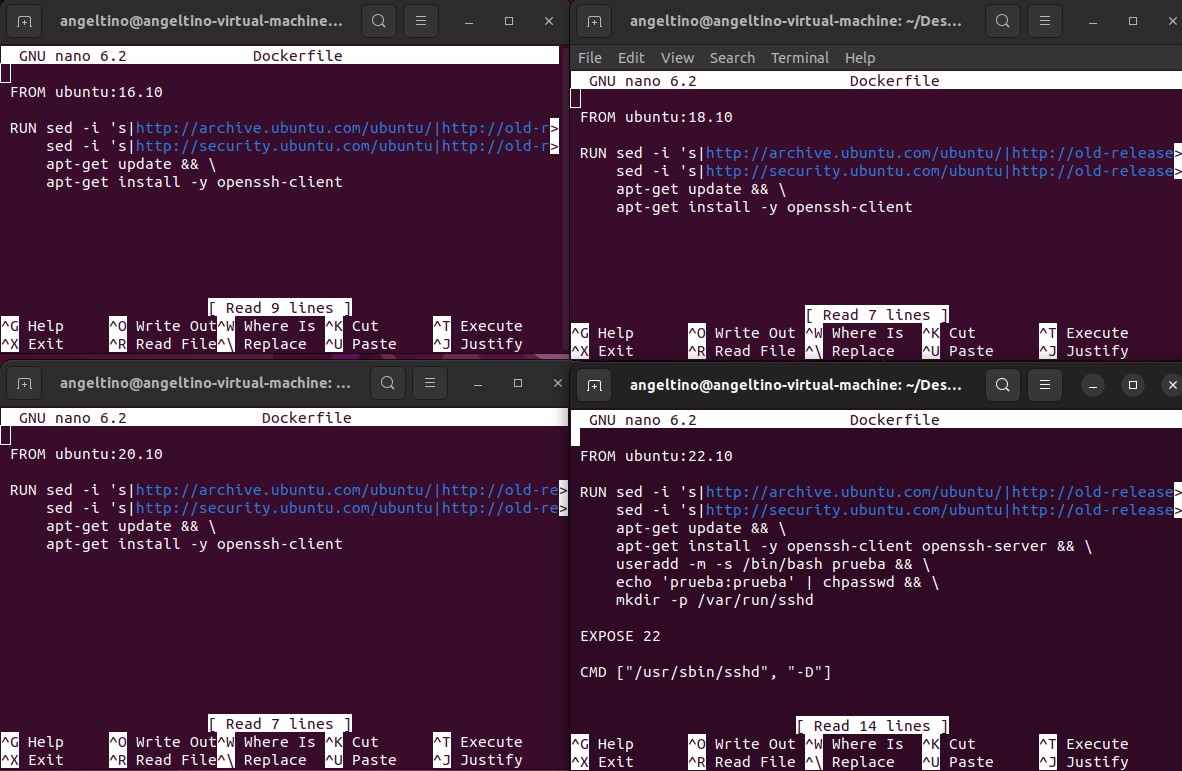 angeltino@angeltino-virtual-machine...
GNU nano 6.2 Dockerfile
FROM ubuntu:16.10
RUN sed -i 's|http://archive.ubuntu.com/ubuntu/|http://old-r>
sed -i 's|http://security.ubuntu.com/ubuntu|http://old-r>
apt-get update && \
apt-get install -y openssh-client
[ Read 9 lines ]
^G Help ^O Write Out ^W Where Is ^K Cut ^T Execute
^X Exit ^R Read File ^\ Replace ^U Paste ^J Justify
angeltino@angeltino-virtual-machine: ~/Des...
File Edit View Search Terminal Help
GNU nano 6.2 Dockerfile
FROM ubuntu:18.10
RUN sed -i 's|http://archive.ubuntu.com/ubuntu/|http://old-release>
sed -i 's|http://security.ubuntu.com/ubuntu|http://old-release>
apt-get update && \
apt-get install -y openssh-client
[ Read 7 lines ]
^G Help ^O Write Out ^W Where Is ^K Cut ^T Execute
^X Exit ^R Read File ^\ Replace ^U Paste ^J Justify
angeltino@angeltino-virtual-machine: ...
GNU nano 6.2 Dockerfile
FROM ubuntu:20.10
RUN sed -i 's|http://archive.ubuntu.com/ubuntu/|http://old-re>
sed -i 's|http://security.ubuntu.com/ubuntu|http://old-re>
apt-get update && \
apt-get install -y openssh-client
[ Read 7 lines ]
^G Help ^O Write Out ^W Where Is ^K Cut ^T Execute
^X Exit ^R Read File ^\ Replace ^U Paste ^J Justify
angeltino@angeltino-virtual-machine: ~/Des...
GNU nano 6.2 Dockerfile
FROM ubuntu:22.10
RUN sed -i 's|http://archive.ubuntu.com/ubuntu/|http://old-release>
sed -i 's|http://security.ubuntu.com/ubuntu|http://old-release>
apt-get update && \
apt-get install -y openssh-client openssh-server && \
useradd -m -s /bin/bash prueba && \
echo 'prueba:prueba' | chpasswd && \
mkdir -p /var/run/sshd
EXPOSE 22
CMD ["/usr/sbin/sshd", "-D"]
[ Read 14 lines ]
^G Help ^O Write Out ^W Where Is ^K Cut ^T Execute
^X Exit ^R Read File ^\ Replace ^U Paste ^J Justify